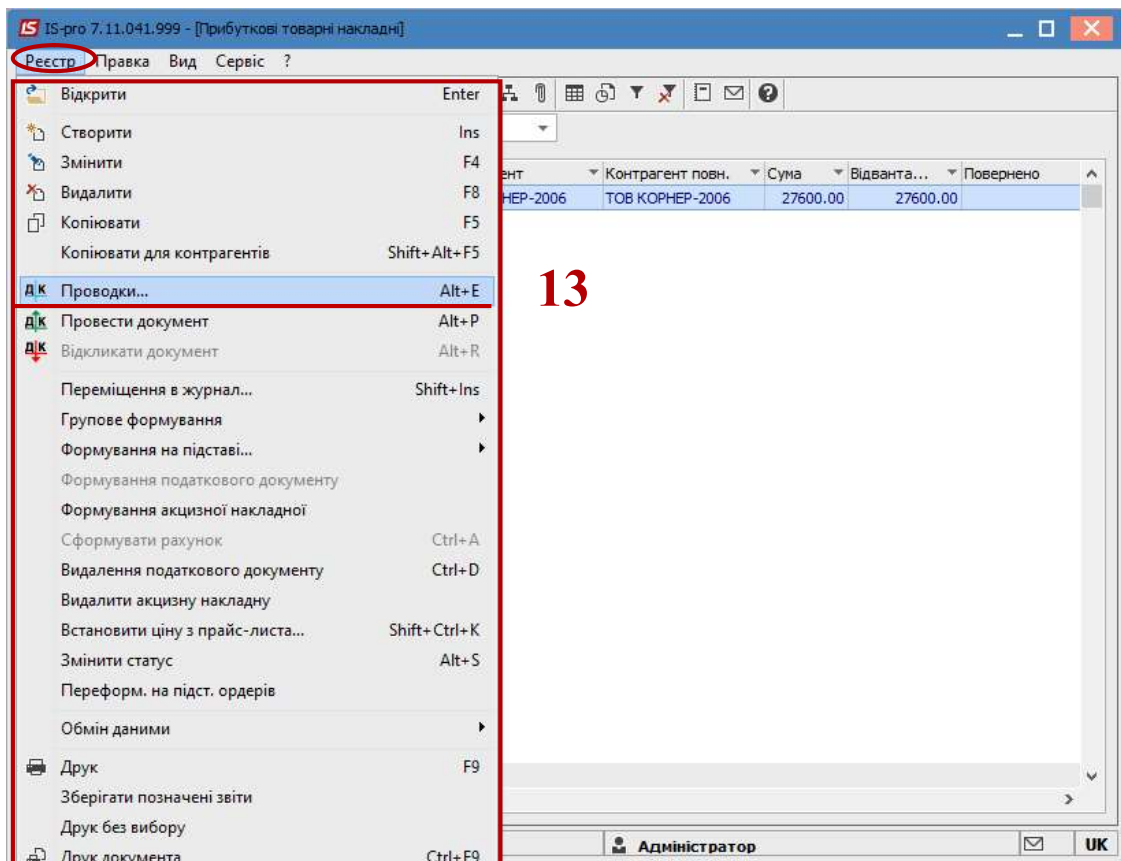 IS-pro 7.11.041.999 - [Прибуткові товарні накладні]
Реєстр Правка Вид Сервіс ?
Відкрити Enter
Створити Ins
Змінити F4
Видалити F8
Копіювати F5
Копіювати для контрагентів Shift+Alt+F5
Проводки... Alt+E
Провести документ Alt+P
Відкликати документ Alt+R
Переміщення в журнал... Shift+Ins
Групове формування
Формування на підставі...
Формування податкового документу
Формування акцизної накладної
Сформувати рахунок Ctrl+A
Видалення податкового документу Ctrl+D
Видалити акцизну накладну
Встановити ціну з прайс-листа... Shift+Ctrl+K
Змінити статус Alt+S
Переформ. на підст. ордерів
Обмін даними
Друк F9
Зберігати позначені звіти
Друк без вибору
Друк документа Ctrl+F9
ент Контрагент повн. Сума Відванта... Повернено
НЕР-2006 ТОВ КОРНЕР-2006 27600.00 27600.00
13
Адміністратор UK